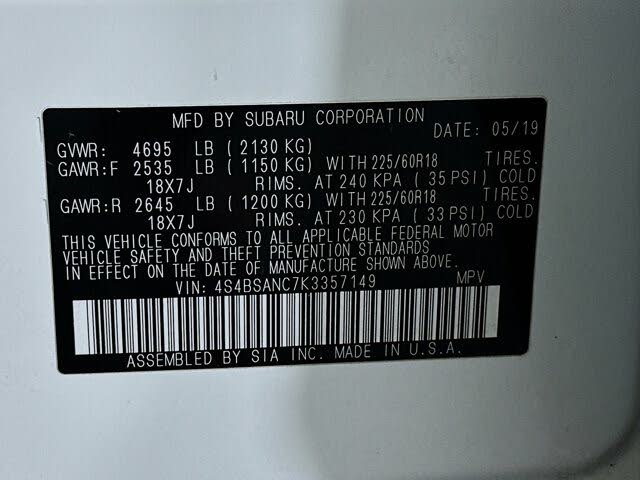 MFD BY SUBARU CORPORATION
DATE: 05/19
GVWR: 4695 LB (2130 KG)
GAWR:F 2535 LB (1150 KG) WITH 225/60R18 TIRES.
18X7J RIMS. AT 240 KPA (35 PSI) COLD
GAWR:R 2645 LB (1200 KG) WITH 225/60R18 TIRES.
18X7J RIMS. AT 230 KPA (33 PSI) COLD
THIS VEHICLE CONFORMS TO ALL APPLICABLE FEDERAL MOTOR
VEHICLE SAFETY AND THEFT PREVENTION STANDARDS
IN EFFECT ON THE DATE OF MANUFACTURE SHOWN ABOVE.
VIN: 4S4BSANC7K3357149 MPV
ASSEMBLED BY SIA INC. MADE IN U.S.A.